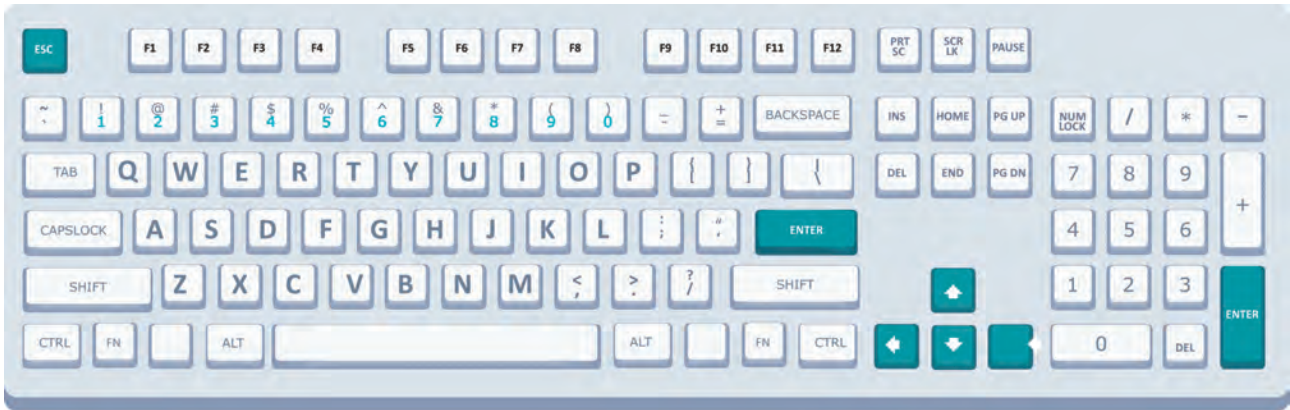 ESC F1 F2 F3 F4 F5 F6 F7 F8 F9 F10 F11 F12 PRT SC SCR LK PAUSE
~ ` ! 1 @ 2 # 3 $ 4 % 5 ^ 6 & 7 * 8 ( 9 ) 0 _ - + = BACKSPACE INS HOME PG UP NUM LOCK / * -
TAB Q W E R T Y U I O P { } \ DEL END PG DN 7 8 9 +
CAPSLOCK A S D F G H J K L : ; " ' ENTER 4 5 6
SHIFT Z X C V B N M < , > . ? / SHIFT 1 2 3 ENTER
CTRL FN ALT ALT FN CTRL 0 DEL